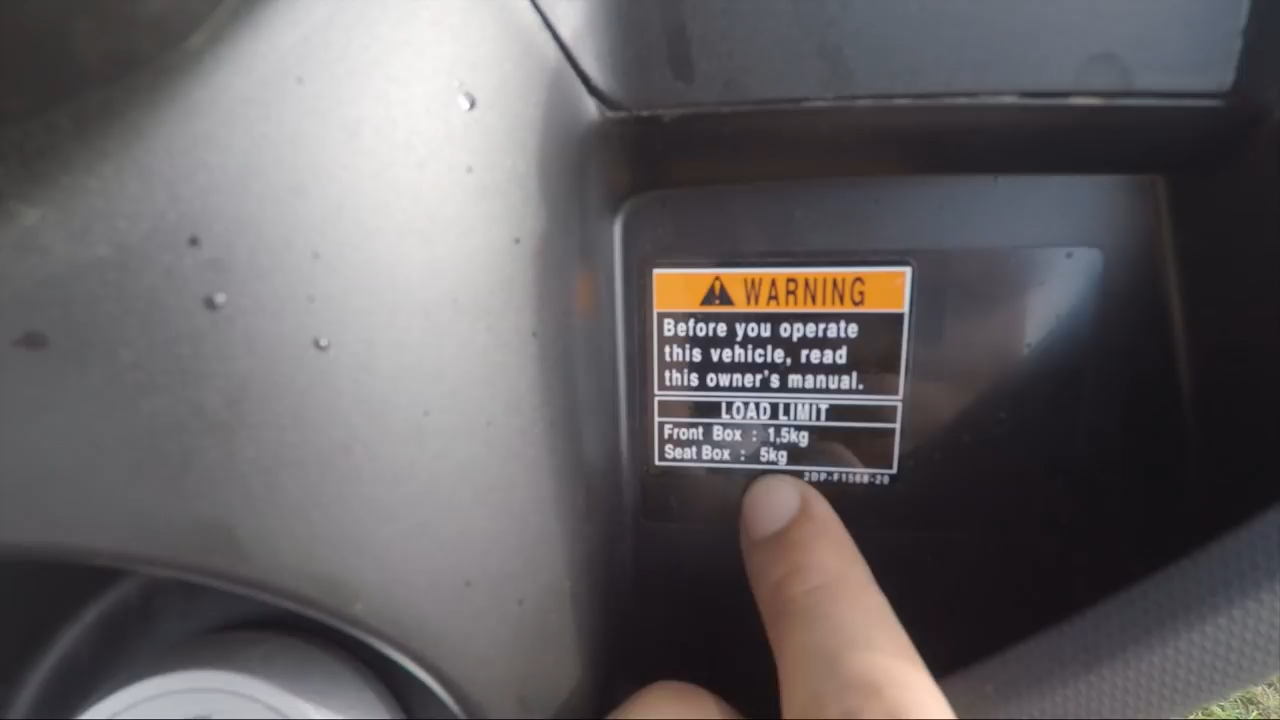 WARNING
Before you operate
this vehicle, read
this owner's manual.
LOAD LIMIT
Front Box : 1,5kg
Seat Box : 5kg
2DP-F1568-20